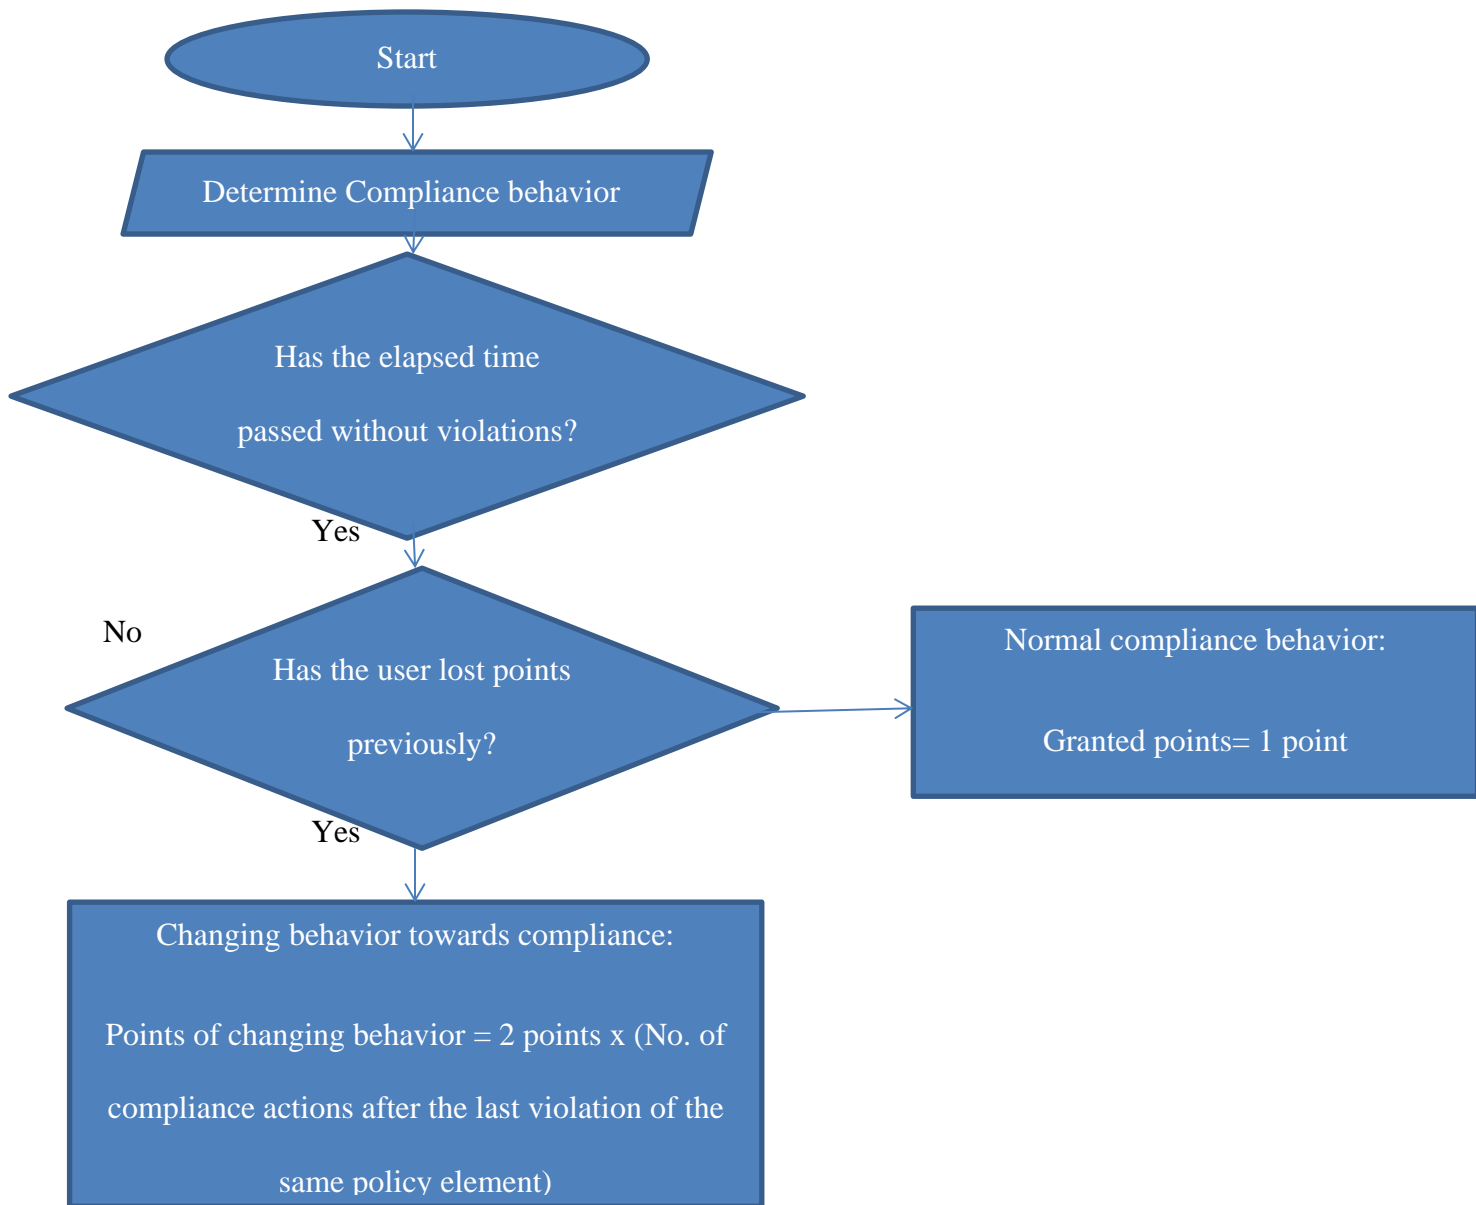 Start
Determine Compliance behavior
Has the elapsed time
passed without violations?
Yes
No
Has the user lost points
previously?
Normal compliance behavior:
Granted points= 1 point
Yes
Changing behavior towards compliance:
Points of changing behavior = 2 points x (No. of
compliance actions after the last violation of the
same policy element)